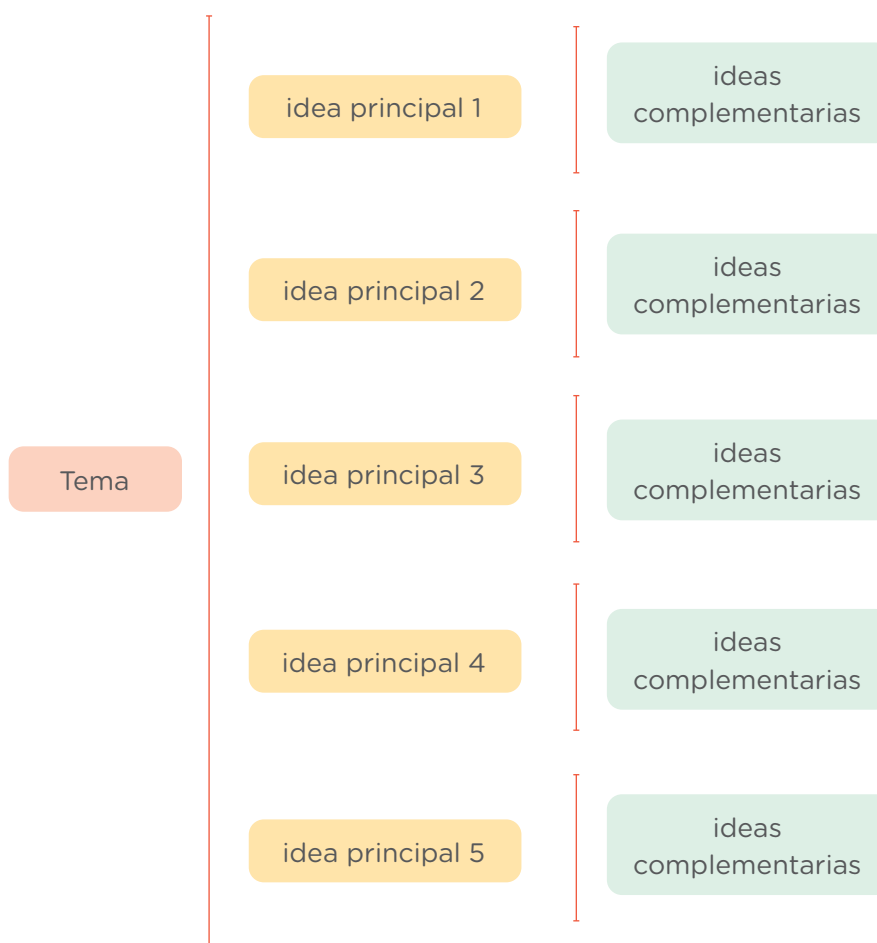 idea principal 1
ideas
complementarias
idea principal 2
ideas
complementarias
Tema
idea principal 3
ideas
complementarias
idea principal 4
ideas
complementarias
idea principal 5
ideas
complementarias